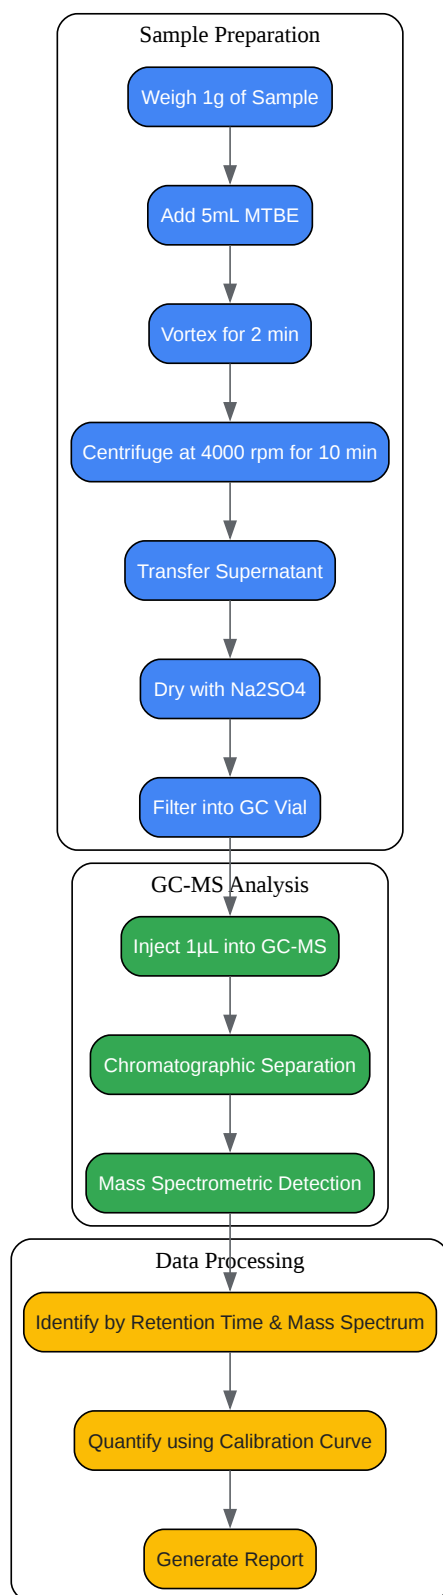 Sample Preparation
Weigh 1g of Sample
Add 5mL MTBE
Vortex for 2 min
Centrifuge at 4000 rpm for 10 min
Transfer Supernatant
Dry with Na2SO4
Filter into GC Vial
GC-MS Analysis
Inject 1µL into GC-MS
Chromatographic Separation
Mass Spectrometric Detection
Data Processing
Identify by Retention Time & Mass Spectrum
Quantify using Calibration Curve
Generate Report